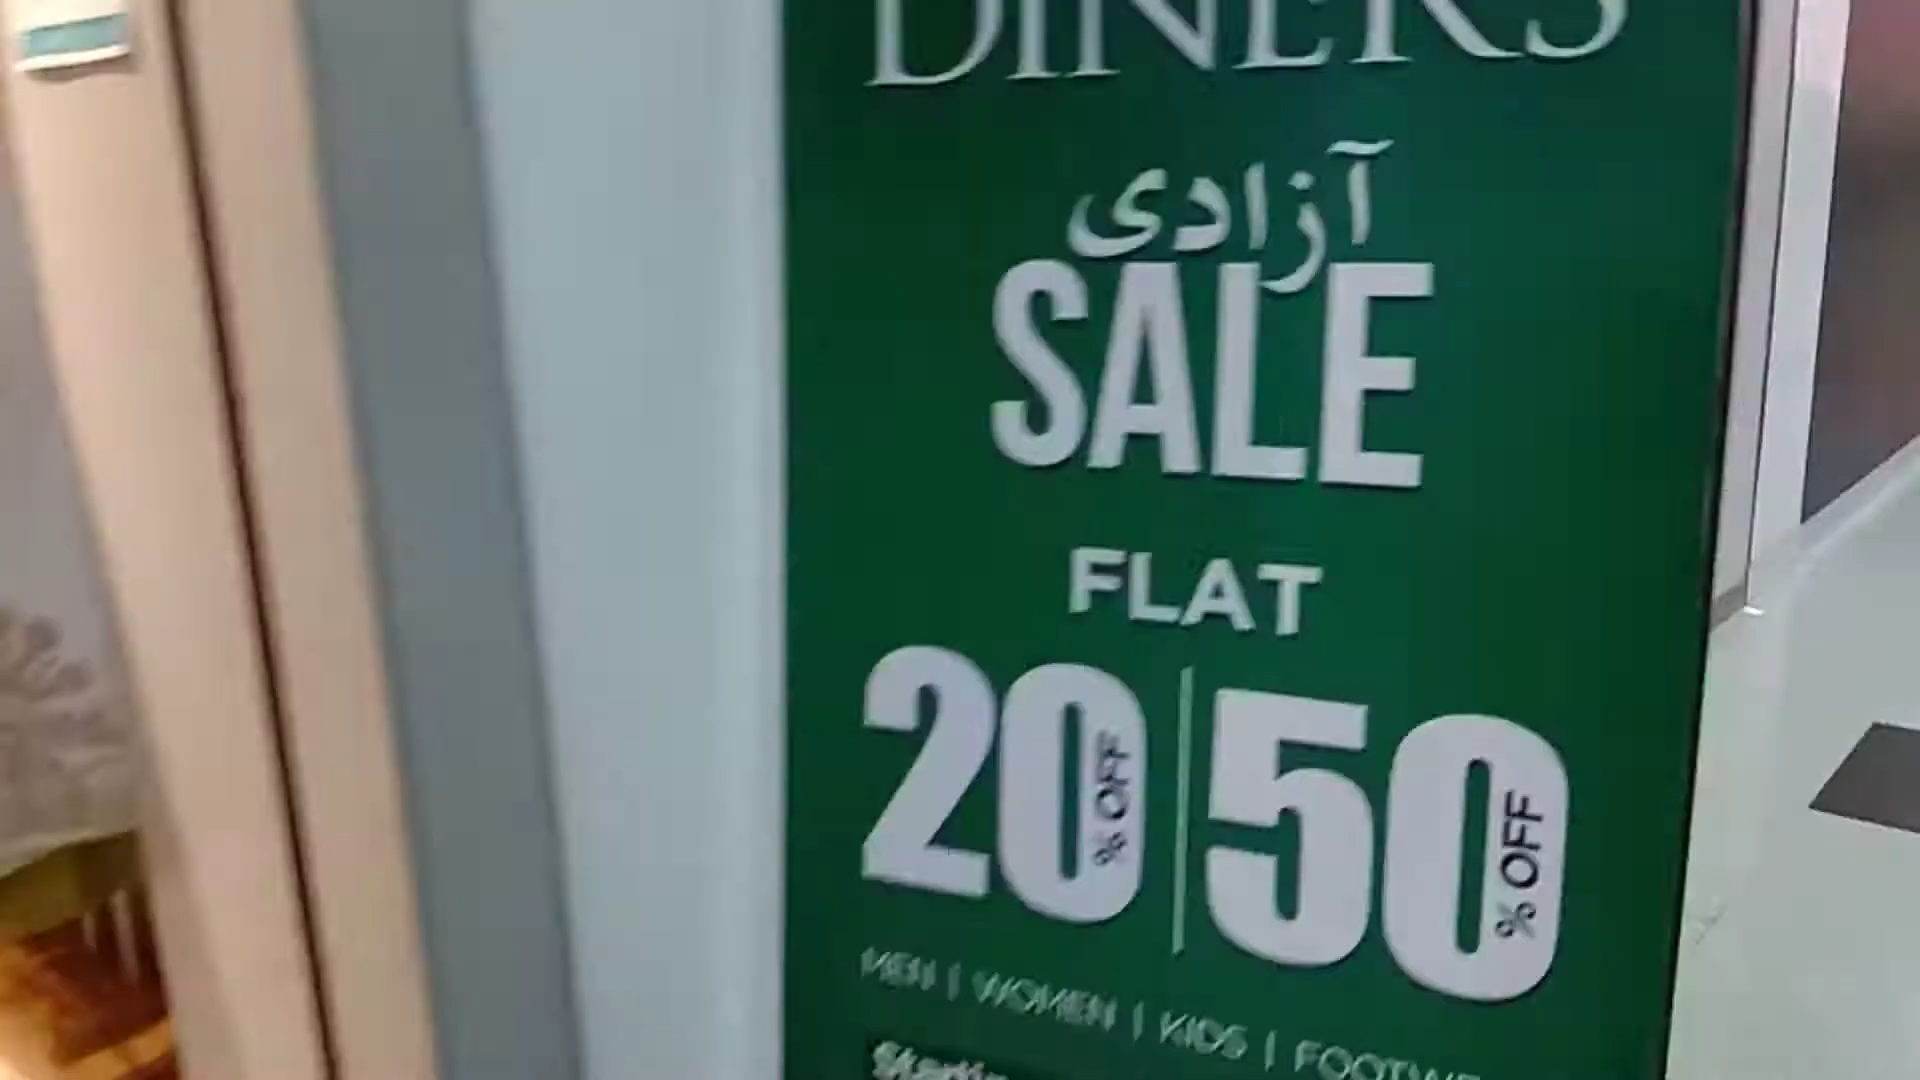 DINERS
آزادی
SALE
FLAT
20% OFF | 50% OFF
MEN | WOMEN | KIDS |